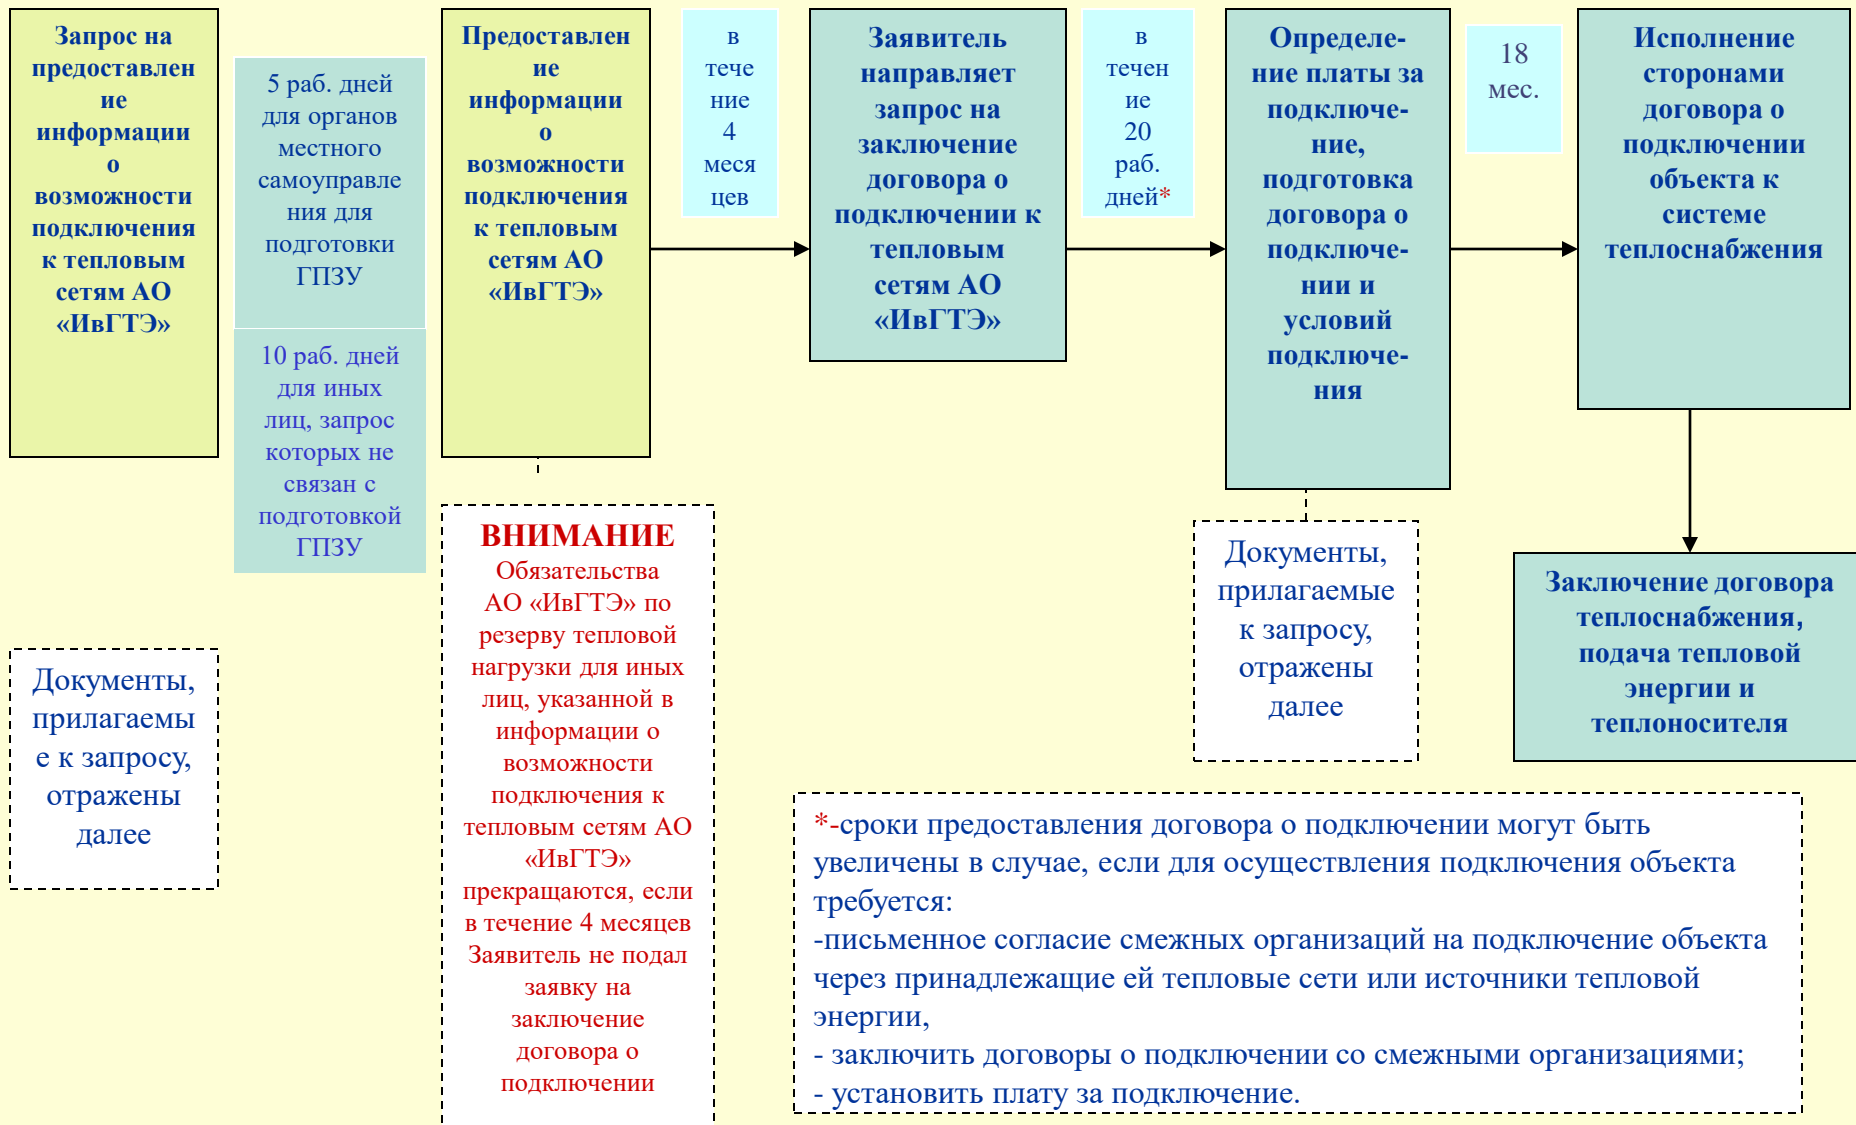 Запрос на
предоставлен
ие
информации
о
возможности
подключения
к тепловым
сетям АО
«ИвГТЭ»
5 раб. дней
для органов
местного
самоуправле
ния для
подготовки
ГПЗУ
10 раб. дней
для иных
лиц, запрос
которых не
связан с
подготовкой
ГПЗУ
Предоставлен
ие
информации
о
возможности
подключения
к тепловым
сетям АО
«ИвГТЭ»
в
тече
ние
4
меся
цев
Заявитель
направляет
запрос на
заключение
договора о
подключении к
тепловым
сетям АО
«ИвГТЭ»
в
течен
ие
20
раб.
дней*
Определе-
ние платы за
подключе-
ние,
подготовка
договора о
подключе-
нии и
условий
подключе-
ния
18
мес.
Исполнение
сторонами
договора о
подключении
объекта к
системе
теплоснабжения
Документы,
прилагаемы
е к запросу,
отражены
далее
ВНИМАНИЕ
Обязательства
АО «ИвГТЭ» по
резерву тепловой
нагрузки для иных
лиц, указанной в
информации о
возможности
подключения к
тепловым сетям АО
«ИвГТЭ»
прекращаются, если
в течение 4 месяцев
Заявитель не подал
заявку на
заключение
договора о
подключении
Документы,
прилагаемые
к запросу,
отражены
далее
Заключение договора
теплоснабжения,
подача тепловой
энергии и
теплоносителя
*-сроки предоставления договора о подключении могут быть
увеличены в случае, если для осуществления подключения объекта
требуется:
-письменное согласие смежных организаций на подключение объекта
через принадлежащие ей тепловые сети или источники тепловой
энергии,
- заключить договоры о подключении со смежными организациями;
- установить плату за подключение.